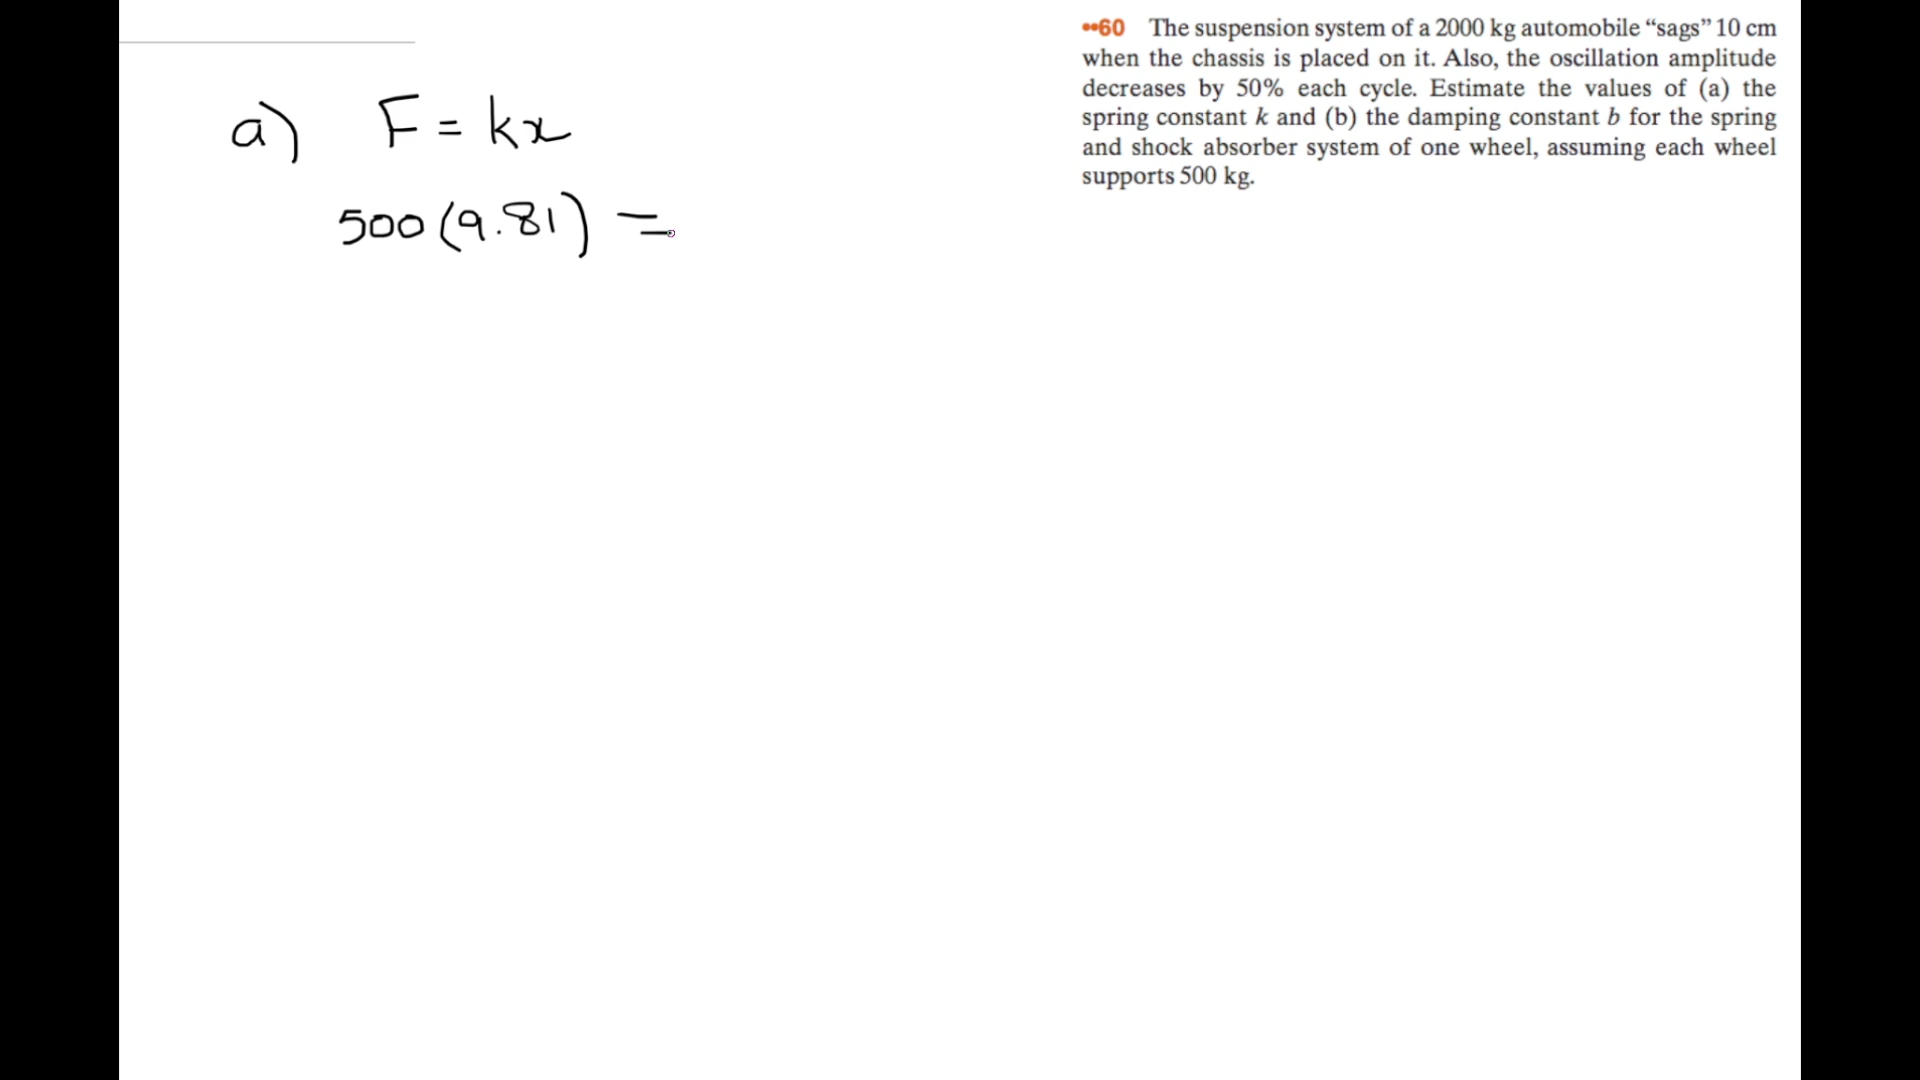 a) F = kx
500 (9.81) =
••60 The suspension system of a 2000 kg automobile “sags” 10 cm
when the chassis is placed on it. Also, the oscillation amplitude
decreases by 50% each cycle. Estimate the values of (a) the
spring constant k and (b) the damping constant b for the spring
and shock absorber system of one wheel, assuming each wheel
supports 500 kg.